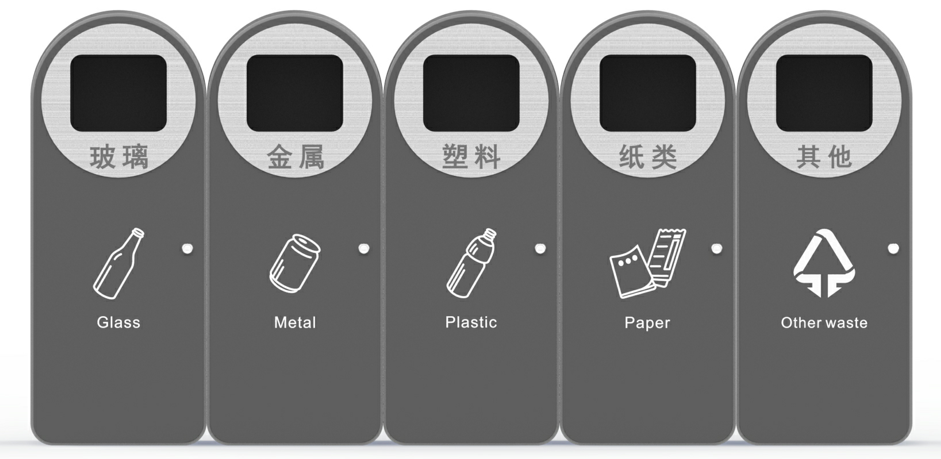 玻璃
金属
塑料
纸类
其他
Glass
Metal
Plastic
Paper
Other waste